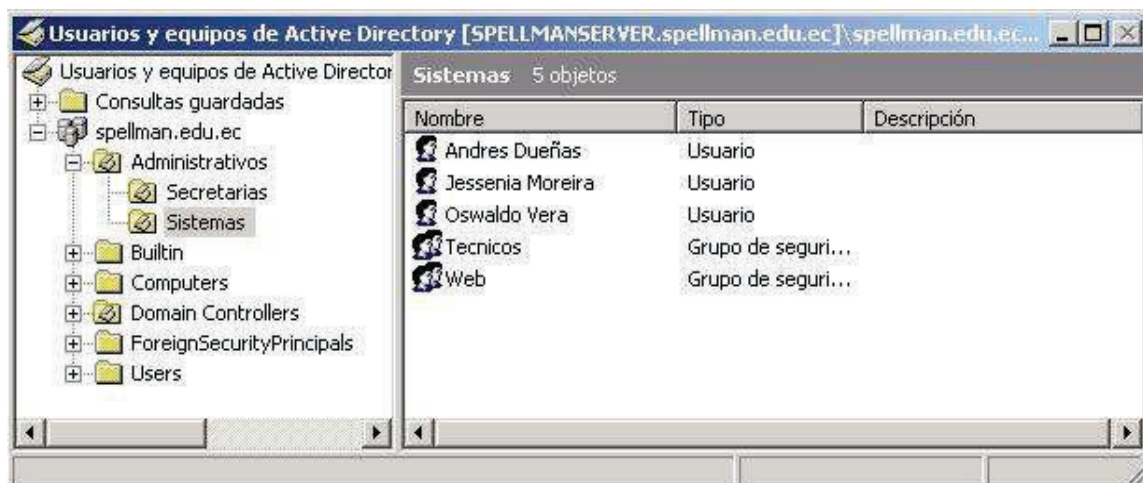 Usuarios y equipos de Active Directory [SPELLMANSERVER.spellman.edu.ec]\spellman.edu.ec...
Usuarios y equipos de Active Director
Consultas guardadas
spellman.edu.ec
Administrativos
Secretarias
Sistemas
Builtin
Computers
Domain Controllers
ForeignSecurityPrincipals
Users
Sistemas 5 objetos
Nombre Tipo Descripción
Andres Dueñas Usuario
Jessenia Moreira Usuario
Oswaldo Vera Usuario
Tecnicos Grupo de seguri...
Web Grupo de seguri...